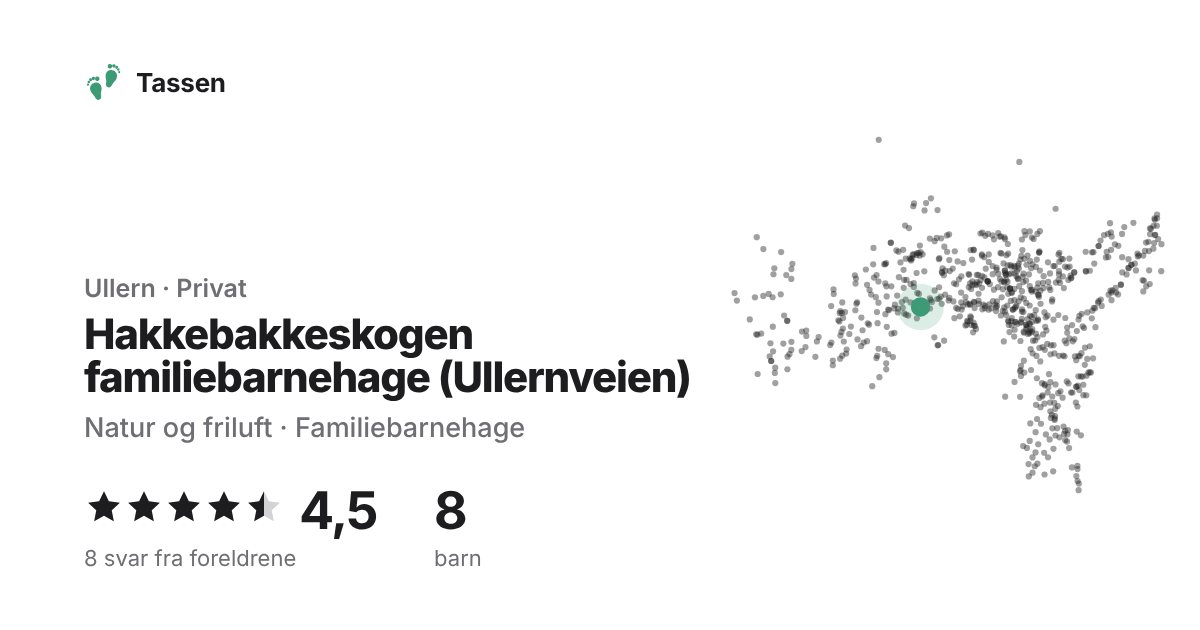 Tassen
Ullern · Privat
Hakkebakkeskogen
familiebarnehage (Ullernveien)
Natur og friluft · Familiebarnehage
4,5
8
8 svar fra foreldrene
barn